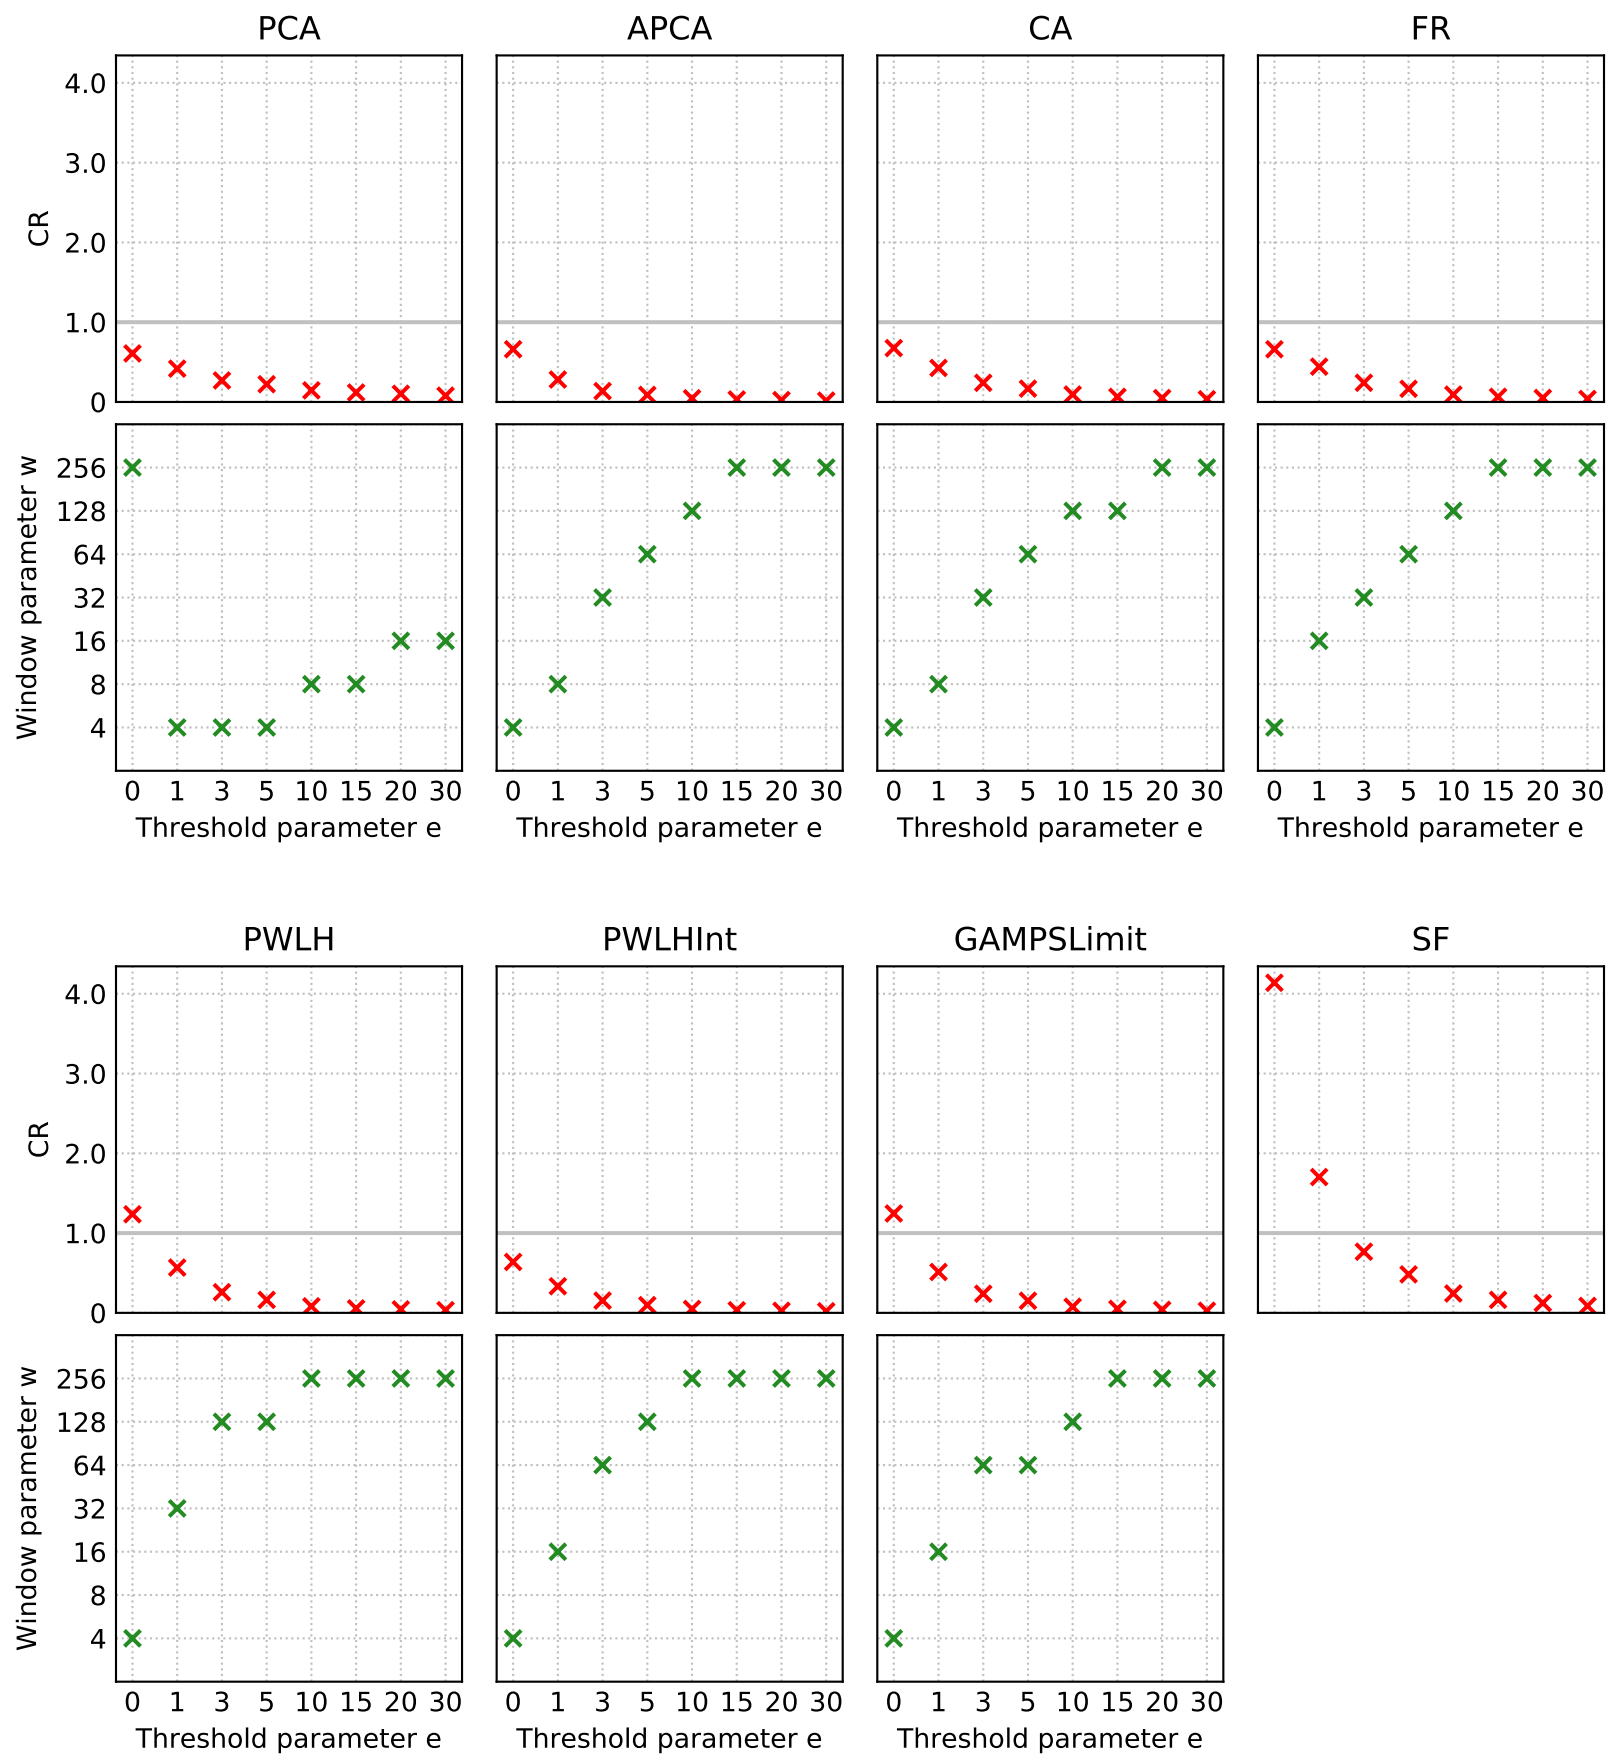 PCA APCA CA FR
4.0
3.0
2.0
1.0
0
CR
256
128
64
32
16
8
4
Window parameter w
0 1 3 5 10 15 20 30 0 1 3 5 10 15 20 30 0 1 3 5 10 15 20 30 0 1 3 5 10 15 20 30
Threshold parameter e Threshold parameter e Threshold parameter e Threshold parameter e
PWLH PWLHInt GAMPSLimit SF
4.0
3.0
2.0
1.0
0
CR
256
128
64
32
16
8
4
Window parameter w
0 1 3 5 10 15 20 30 0 1 3 5 10 15 20 30 0 1 3 5 10 15 20 30
Threshold parameter e Threshold parameter e Threshold parameter e